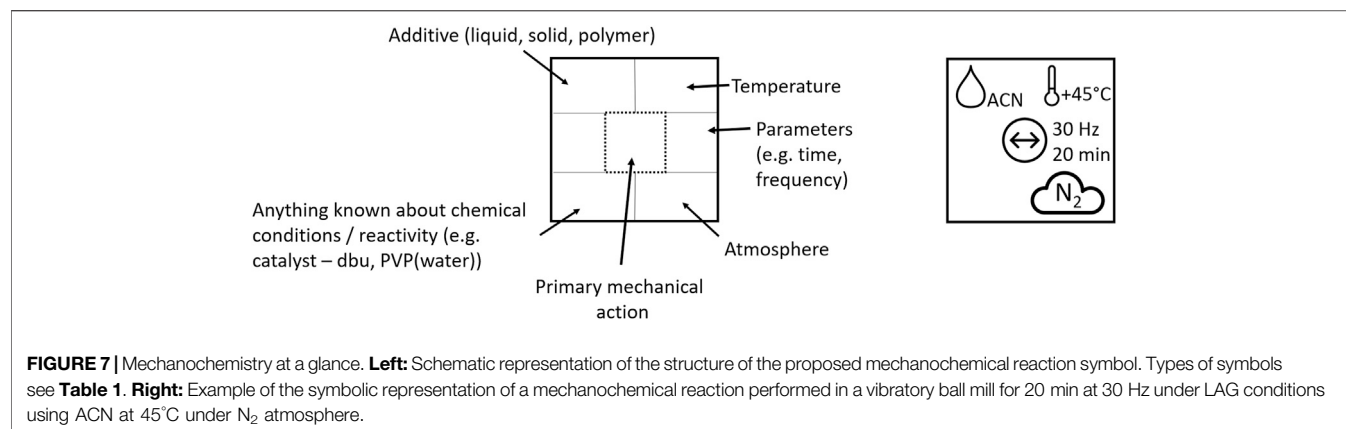 Additive (liquid, solid, polymer)
Temperature
Parameters
(e.g. time,
frequency)
Anything known about chemical
conditions / reactivity (e.g.
catalyst – dbu, PVP(water))
Atmosphere
Primary mechanical
action
ACN
+45°C
30 Hz
20 min
N₂
FIGURE 7 | Mechanochemistry at a glance. Left: Schematic representation of the structure of the proposed mechanochemical reaction symbol. Types of symbols
see Table 1. Right: Example of the symbolic representation of a mechanochemical reaction performed in a vibratory ball mill for 20 min at 30 Hz under LAG conditions
using ACN at 45°C under N₂ atmosphere.